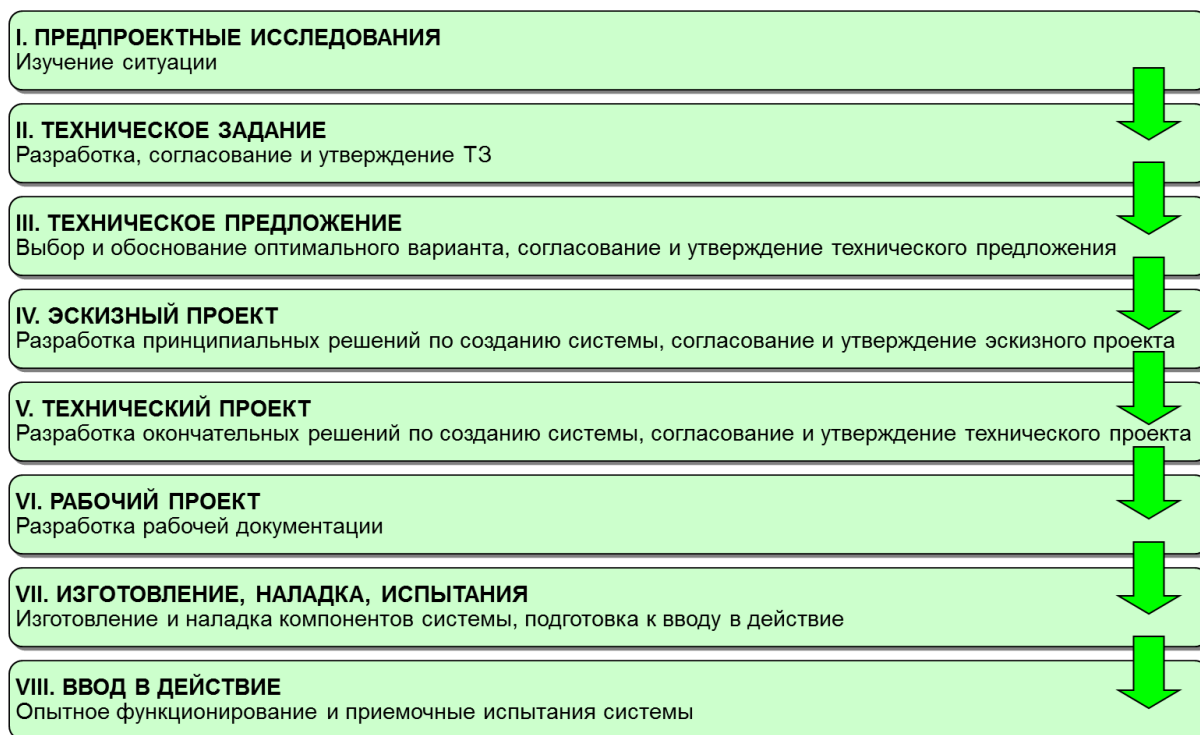 I. ПРЕДПРОЕКТНЫЕ ИССЛЕДОВАНИЯ
Изучение ситуации
II. ТЕХНИЧЕСКОЕ ЗАДАНИЕ
Разработка, согласование и утверждение ТЗ
III. ТЕХНИЧЕСКОЕ ПРЕДЛОЖЕНИЕ
Выбор и обоснование оптимального варианта, согласование и утверждение технического предложения
IV. ЭСКИЗНЫЙ ПРОЕКТ
Разработка принципиальных решений по созданию системы, согласование и утверждение эскизного проекта
V. ТЕХНИЧЕСКИЙ ПРОЕКТ
Разработка окончательных решений по созданию системы, согласование и утверждение технического проекта
VI. РАБОЧИЙ ПРОЕКТ
Разработка рабочей документации
VII. ИЗГОТОВЛЕНИЕ, НАЛАДКА, ИСПЫТАНИЯ
Изготовление и наладка компонентов системы, подготовка к вводу в действие
VIII. ВВОД В ДЕЙСТВИЕ
Опытное функционирование и приемочные испытания системы